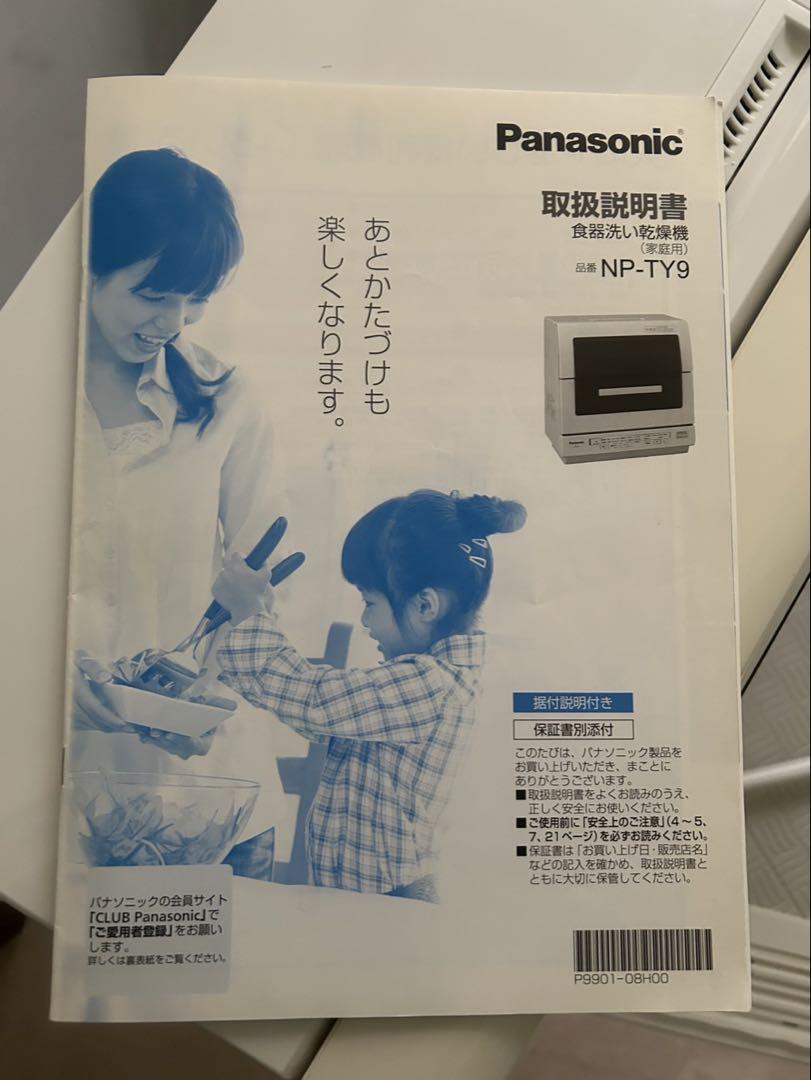 Panasonic®
取扱説明書
食器洗い乾燥機
(家庭用)
品番 NP-TY9
あとかたづけも
楽しくなります。
Panasonic
据付説明付き
保証書別添付
このたびは、パナソニック製品を
お買い上げいただき、まことに
ありがとうございます。
■取扱説明書をよくお読みのうえ、
正しく安全にお使いください。
■ご使用前に「安全上のご注意」(4～5、
7、21ページ)を必ずお読みください。
■保証書は「お買い上げ日・販売店名」
などの記入を確かめ、取扱説明書と
ともに大切に保管してください。
パナソニックの会員サイト
「CLUB Panasonic」で
「ご愛用者登録」をお願い
します。
詳しくは裏表紙をご覧ください。
P9901-08H00